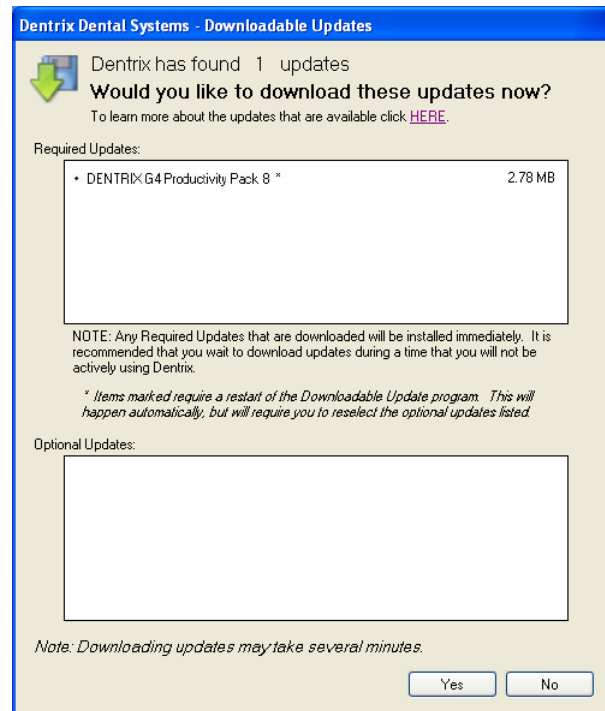 Dentrix Dental Systems - Downloadable Updates
Dentrix has found 1 updates
Would you like to download these updates now?
To learn more about the updates that are available click HERE.
Required Updates:
• DENTRIX G4 Productivity Pack 8 * 2.78 MB
NOTE: Any Required Updates that are downloaded will be installed immediately. It is
recommended that you wait to download updates during a time that you will not be
actively using Dentrix.
* Items marked require a restart of the Downloadable Update program. This will
happen automatically, but will require you to reselect the optional updates listed.
Optional Updates:
Note: Downloading updates may take several minutes.
Yes No